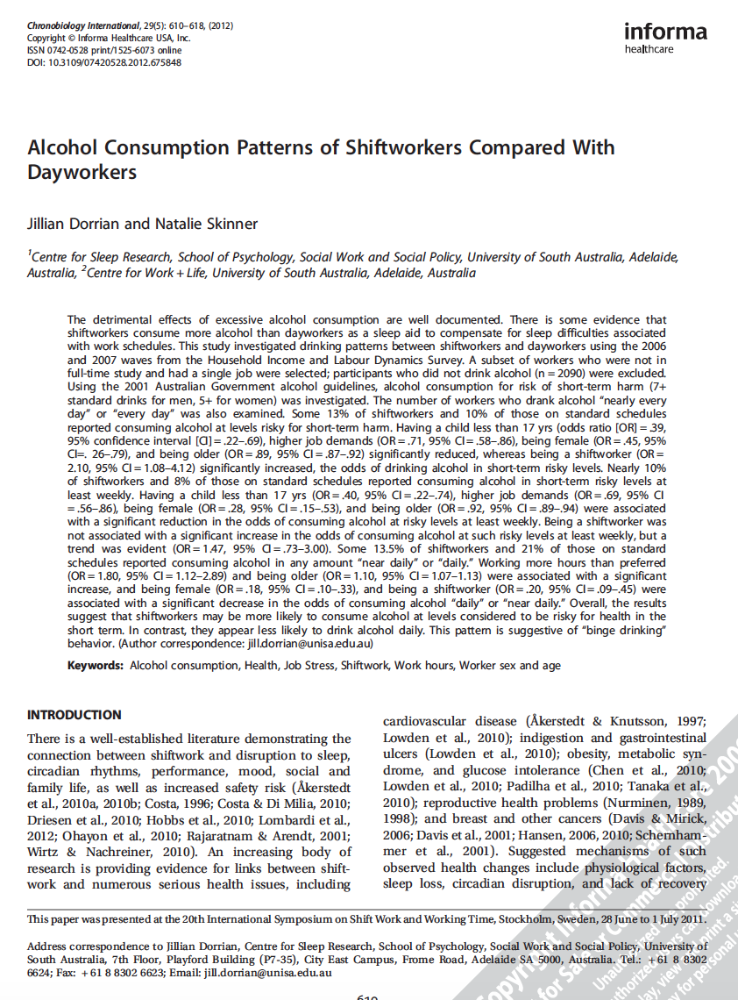 Chronobiology International, 29(5): 610–618, (2012)
Copyright © Informa Healthcare USA, Inc.
ISSN 0742-0528 print/1525-6073 online
DOI: 10.3109/07420528.2012.675848
informa
healthcare
Alcohol Consumption Patterns of Shiftworkers Compared With
Dayworkers
Jillian Dorrian and Natalie Skinner
1Centre for Sleep Research, School of Psychology, Social Work and Social Policy, University of South Australia, Adelaide,
Australia, 2Centre for Work + Life, University of South Australia, Adelaide, Australia
The detrimental effects of excessive alcohol consumption are well documented. There is some evidence that
shiftworkers consume more alcohol than dayworkers as a sleep aid to compensate for sleep difficulties associated
with work schedules. This study investigated drinking patterns between shiftworkers and dayworkers using the 2006
and 2007 waves from the Household Income and Labour Dynamics Survey. A subset of workers who were not in
full-time study and had a single job were selected; participants who did not drink alcohol (n = 2090) were excluded.
Using the 2001 Australian Government alcohol guidelines, alcohol consumption for risk of short-term harm (7+
standard drinks for men, 5+ for women) was investigated. The number of workers who drank alcohol “nearly every
day” or “every day” was also examined. Some 13% of shiftworkers and 10% of those on standard schedules
reported consuming alcohol at levels risky for short-term harm. Having a child less than 17 yrs (odds ratio [OR] = .39,
95% confidence interval [CI] = .22–.69), higher job demands (OR = .71, 95% CI = .58–.86), being female (OR = .45, 95%
CI=. 26–.79), and being older (OR = .89, 95% CI = .87–.92) significantly reduced, whereas being a shiftworker (OR =
2.10, 95% CI = 1.08–4.12) significantly increased, the odds of drinking alcohol in short-term risky levels. Nearly 10%
of shiftworkers and 8% of those on standard schedules reported consuming alcohol in short-term risky levels at
least weekly. Having a child less than 17 yrs (OR = .40, 95% CI = .22–.74), higher job demands (OR = .69, 95% CI
= .56–.86), being female (OR = .28, 95% CI = .15–.53), and being older (OR = .92, 95% CI = .89–.94) were associated
with a significant reduction in the odds of consuming alcohol at risky levels at least weekly. Being a shiftworker was
not associated with a significant increase in the odds of consuming alcohol at such risky levels at least weekly, but a
trend was evident (OR = 1.47, 95% CI = .73–3.00). Some 13.5% of shiftworkers and 21% of those on standard
schedules reported consuming alcohol in any amount “near daily” or “daily.” Working more hours than preferred
(OR = 1.80, 95% CI = 1.12–2.89) and being older (OR = 1.10, 95% CI = 1.07–1.13) were associated with a significant
increase, and being female (OR = .18, 95% CI = .10–.33), and being a shiftworker (OR = .20, 95% CI = .09–.45) were
associated with a significant decrease in the odds of consuming alcohol “daily” or “near daily.” Overall, the results
suggest that shiftworkers may be more likely to consume alcohol at levels considered to be risky for health in the
short term. In contrast, they appear less likely to drink alcohol daily. This pattern is suggestive of “binge drinking”
behavior. (Author correspondence: jill.dorrian@unisa.edu.au)
Keywords: Alcohol consumption, Health, Job Stress, Shiftwork, Work hours, Worker sex and age
INTRODUCTION
There is a well-established literature demonstrating the
connection between shiftwork and disruption to sleep,
circadian rhythms, performance, mood, social and
family life, as well as increased safety risk (Åkerstedt
et al., 2010a, 2010b; Costa, 1996; Costa & Di Milia, 2010;
Driesen et al., 2010; Hobbs et al., 2010; Lombardi et al.,
2012; Ohayon et al., 2010; Rajaratnam & Arendt, 2001;
Wirtz & Nachreiner, 2010). An increasing body of
research is providing evidence for links between shift-
work and numerous serious health issues, including
cardiovascular disease (Åkerstedt & Knutsson, 1997;
Lowden et al., 2010); indigestion and gastrointestinal
ulcers (Lowden et al., 2010); obesity, metabolic syn-
drome, and glucose intolerance (Chen et al., 2010;
Lowden et al., 2010; Padilha et al., 2010; Tanaka et al.,
2010); reproductive health problems (Nurminen, 1989,
1998); and breast and other cancers (Davis & Mirick,
2006; Davis et al., 2001; Hansen, 2006, 2010; Schernham-
mer et al., 2001). Suggested mechanisms of such
observed health changes include physiological factors,
sleep loss, circadian disruption, and lack of recovery
This paper was presented at the 20th International Symposium on Shift Work and Working Time, Stockholm, Sweden, 28 June to 1 July 2011.
Address correspondence to Jillian Dorrian, Centre for Sleep Research, School of Psychology, Social Work and Social Policy, University of
South Australia, 7th Floor, Playford Building (P7-35), City East Campus, Frome Road, Adelaide SA 5000, Australia. Tel.: +61 8 8302
6624; Fax: +61 8 8302 6623; Email: jill.dorrian@unisa.edu.au